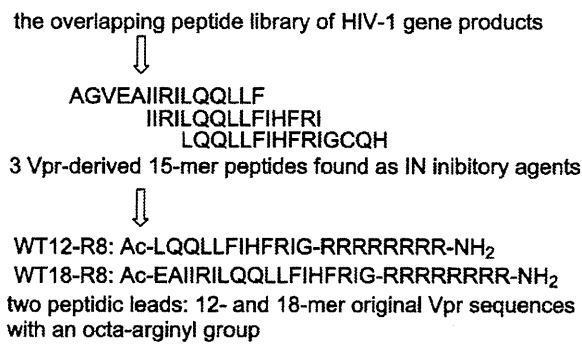 the overlapping peptide library of HIV-1 gene products
AGVEAIIRILQQLLF
IIRILQQLLFIHFRI
LQQLLFIHFRIGCQH
3 Vpr-derived 15-mer peptides found as IN inibitory agents
WT12-R8: Ac-LQQLLFIHFRIG-RRRRRRRR-NH₂
WT18-R8: Ac-EAIIRILQQLLFIHFRIG-RRRRRRRR-NH₂
two peptidic leads: 12- and 18-mer original Vpr sequences
with an octa-arginyl group